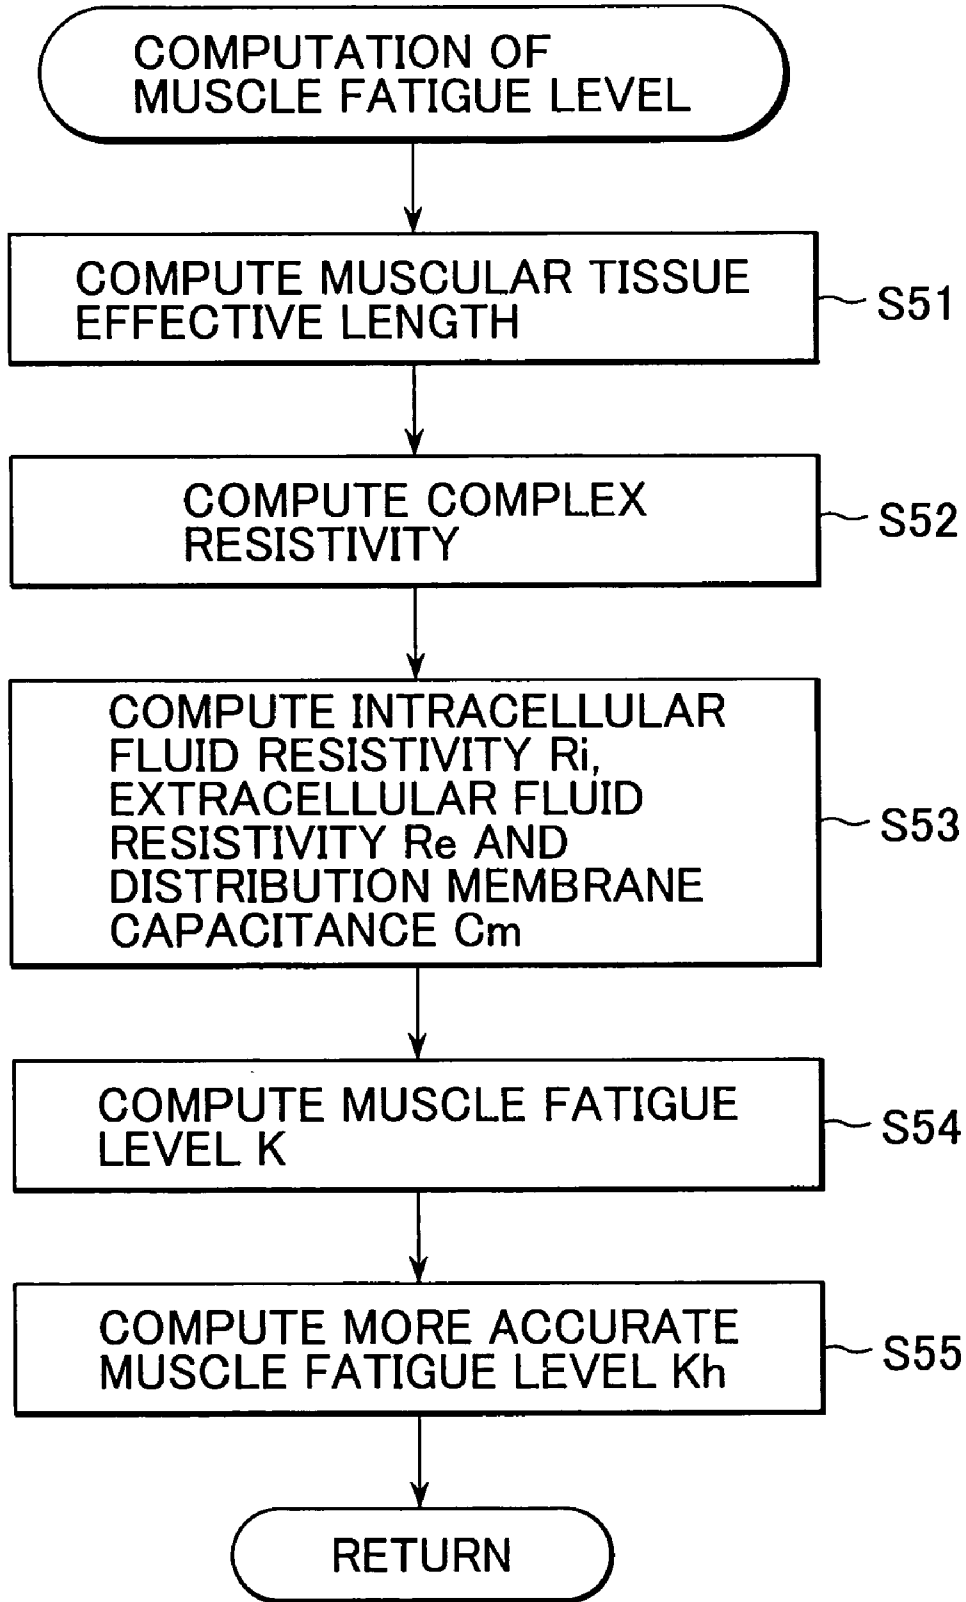 COMPUTATION OF
MUSCLE FATIGUE LEVEL
COMPUTE MUSCULAR TISSUE
EFFECTIVE LENGTH
S51
COMPUTE COMPLEX
RESISTIVITY
S52
COMPUTE INTRACELLULAR
FLUID RESISTIVITY Ri,
EXTRACELLULAR FLUID
RESISTIVITY Re AND
DISTRIBUTION MEMBRANE
CAPACITANCE Cm
S53
COMPUTE MUSCLE FATIGUE
LEVEL K
S54
COMPUTE MORE ACCURATE
MUSCLE FATIGUE LEVEL Kh
S55
RETURN